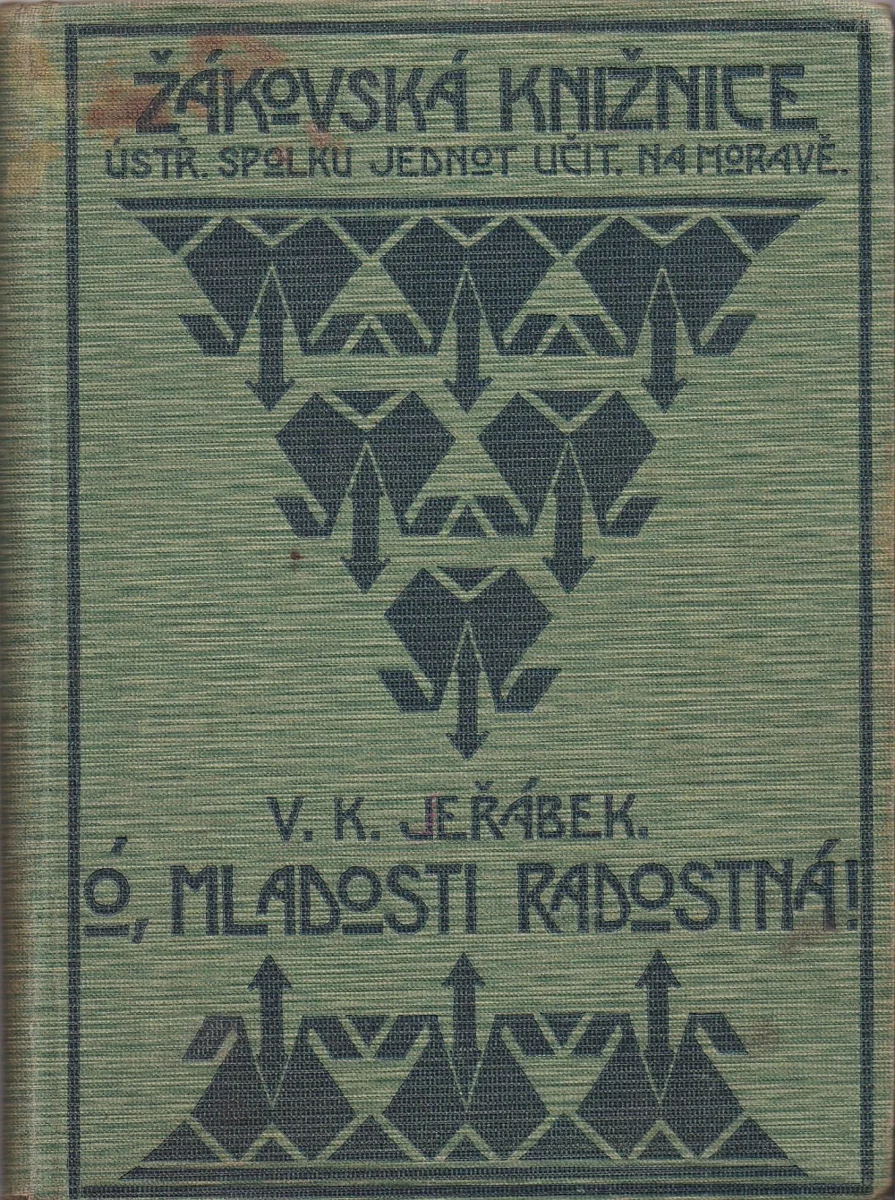 ŽÁKOVSKÁ KNIŽNICE
ÚSTŘ. SPOLKU JEDNOT UČIT. NA MORAVĚ.
V. K. JEŘÁBEK.
Ó, MLADOSTI RADOSTNÁ!